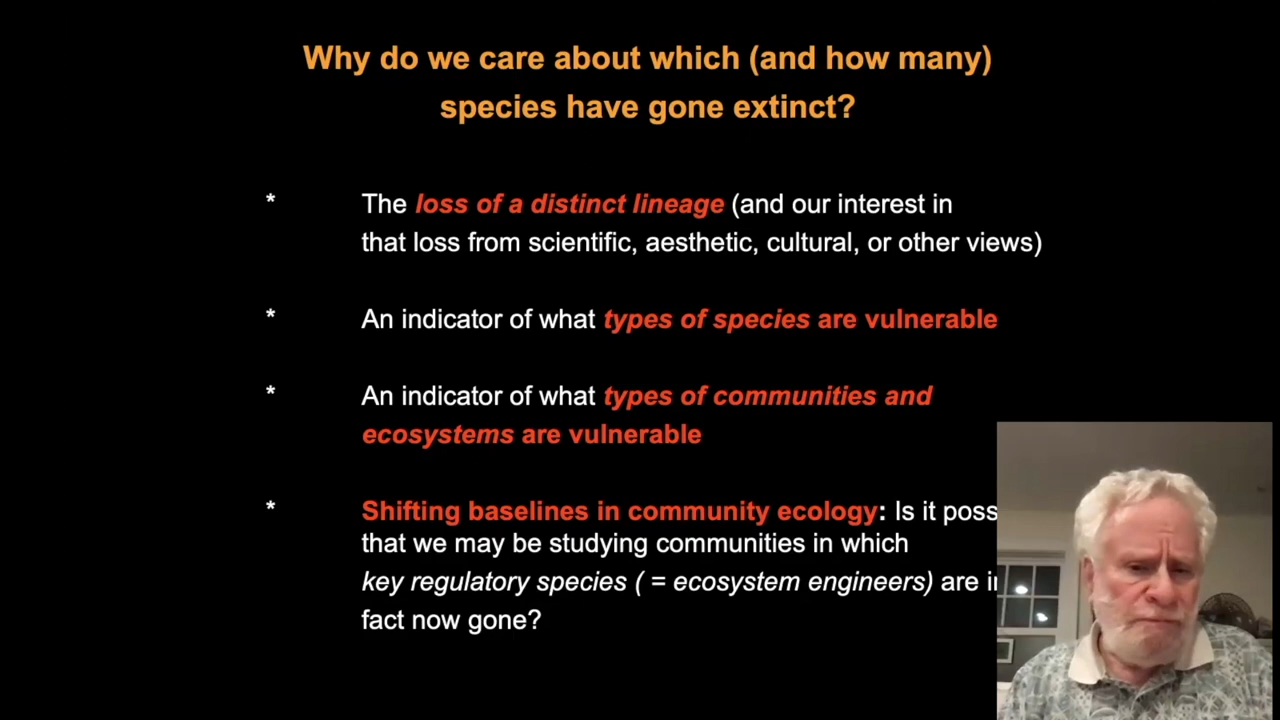 Why do we care about which (and how many)
species have gone extinct?
* The loss of a distinct lineage (and our interest in
that loss from scientific, aesthetic, cultural, or other views)
* An indicator of what types of species are vulnerable
* An indicator of what types of communities and
ecosystems are vulnerable
* Shifting baselines in community ecology: Is it poss
that we may be studying communities in which
key regulatory species ( = ecosystem engineers) are in
fact now gone?